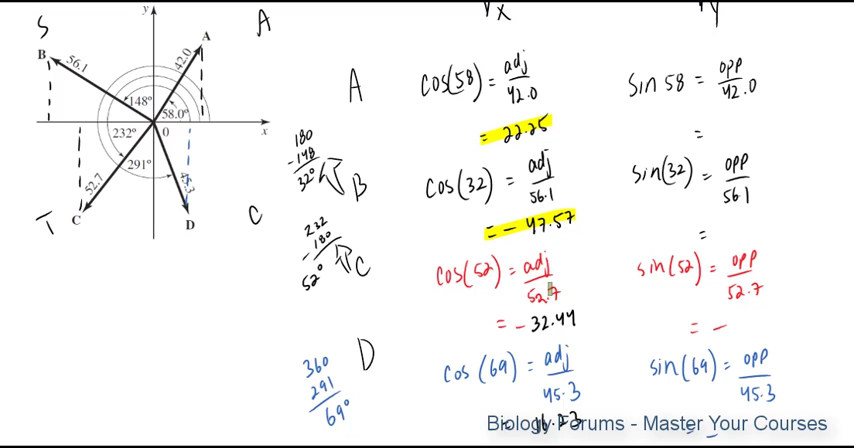 y
S
A
A
B
56.1
42.0
148°
58.0°
232°
0
x
291°
52.7
C
D
T
C
180
-148
32°
232
-180
52°
360
291
69°
A
cos(58) = adj
42.0
= 22.25
sin 58 = opp
42.0
=
B
cos(32) = adj
56.1
= - 47.57
sin(32) = opp
56.1
=
C
cos(52) = adj
52.7
= - 32.44
sin(52) = opp
52.7
= -
D
cos (69) = adj
45.3
sin(69) = opp
45.3
Biology Forums - Master Your Courses